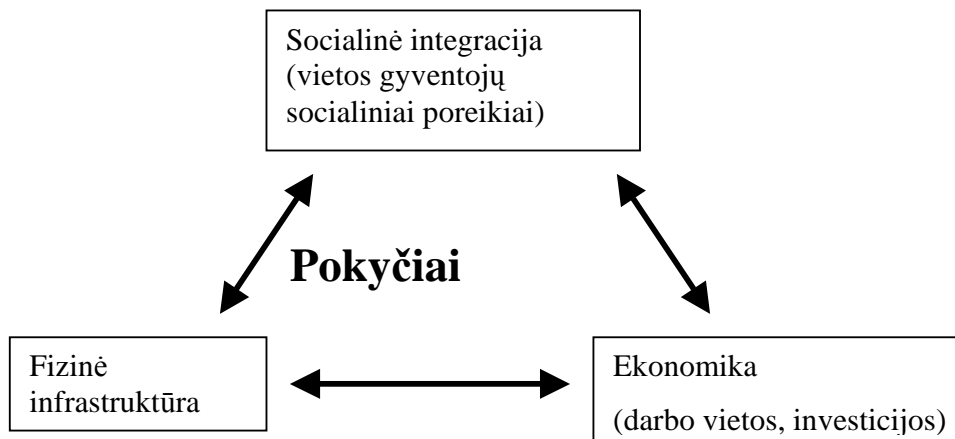 Socialinė integracija
(vietos gyventojų
socialiniai poreikiai)
Pokyčiai
Fizinė
infrastruktūra
Ekonomika
(darbo vietos, investicijos)